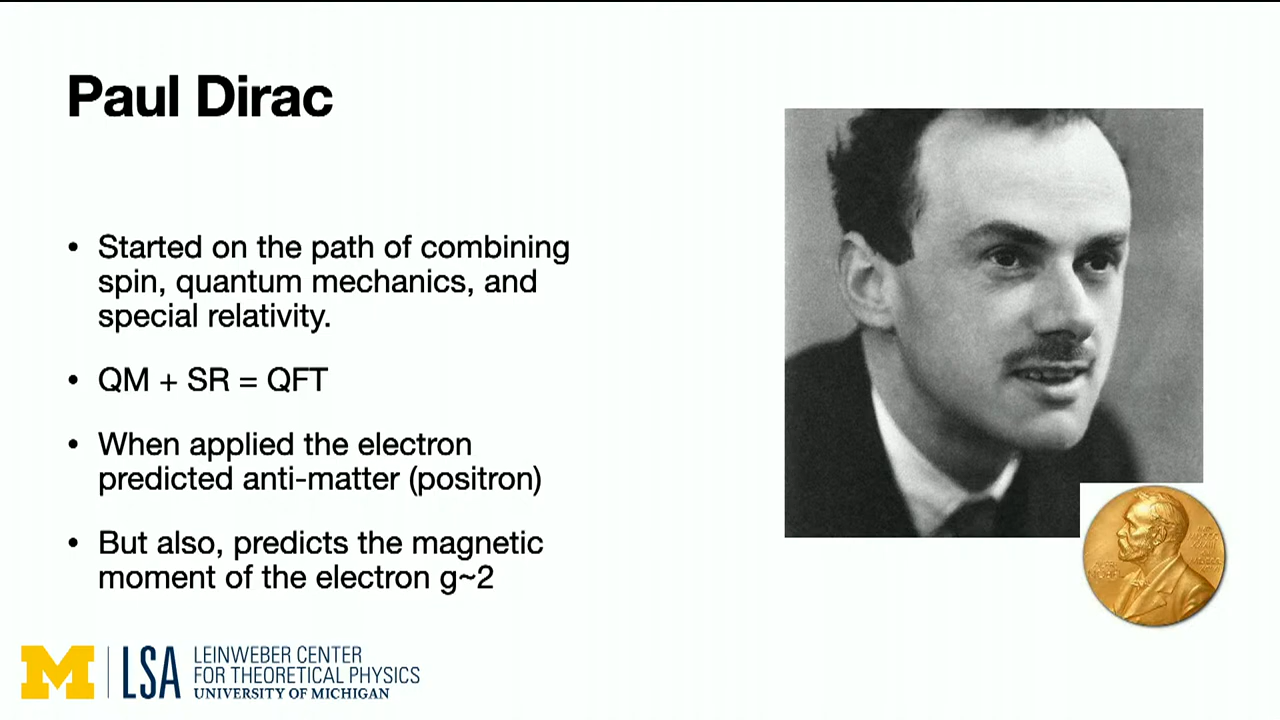 Paul Dirac
• Started on the path of combining
spin, quantum mechanics, and
special relativity.
• QM + SR = QFT
• When applied the electron
predicted anti-matter (positron)
• But also, predicts the magnetic
moment of the electron g~2
M
LSA
LEINWEBER CENTER
FOR THEORETICAL PHYSICS
UNIVERSITY OF MICHIGAN